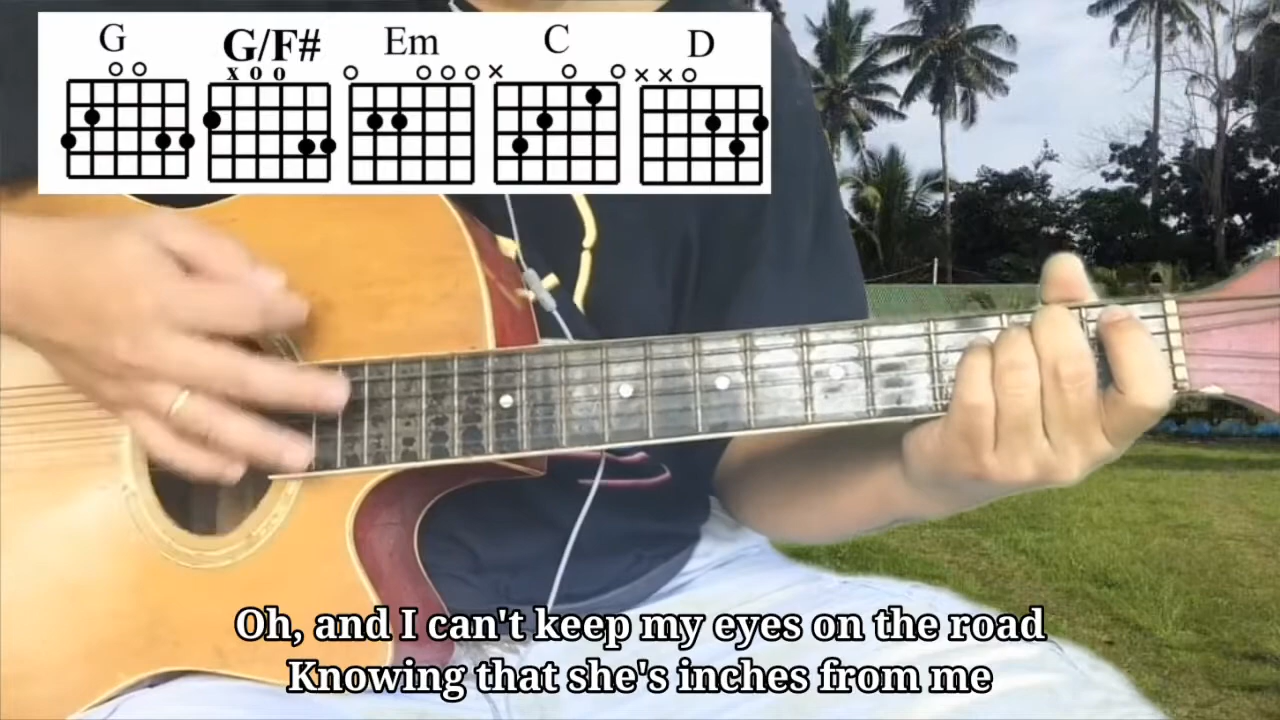 G G/F# Em C D
x o o
Oh, and I can't keep my eyes on the road
Knowing that she's inches from me